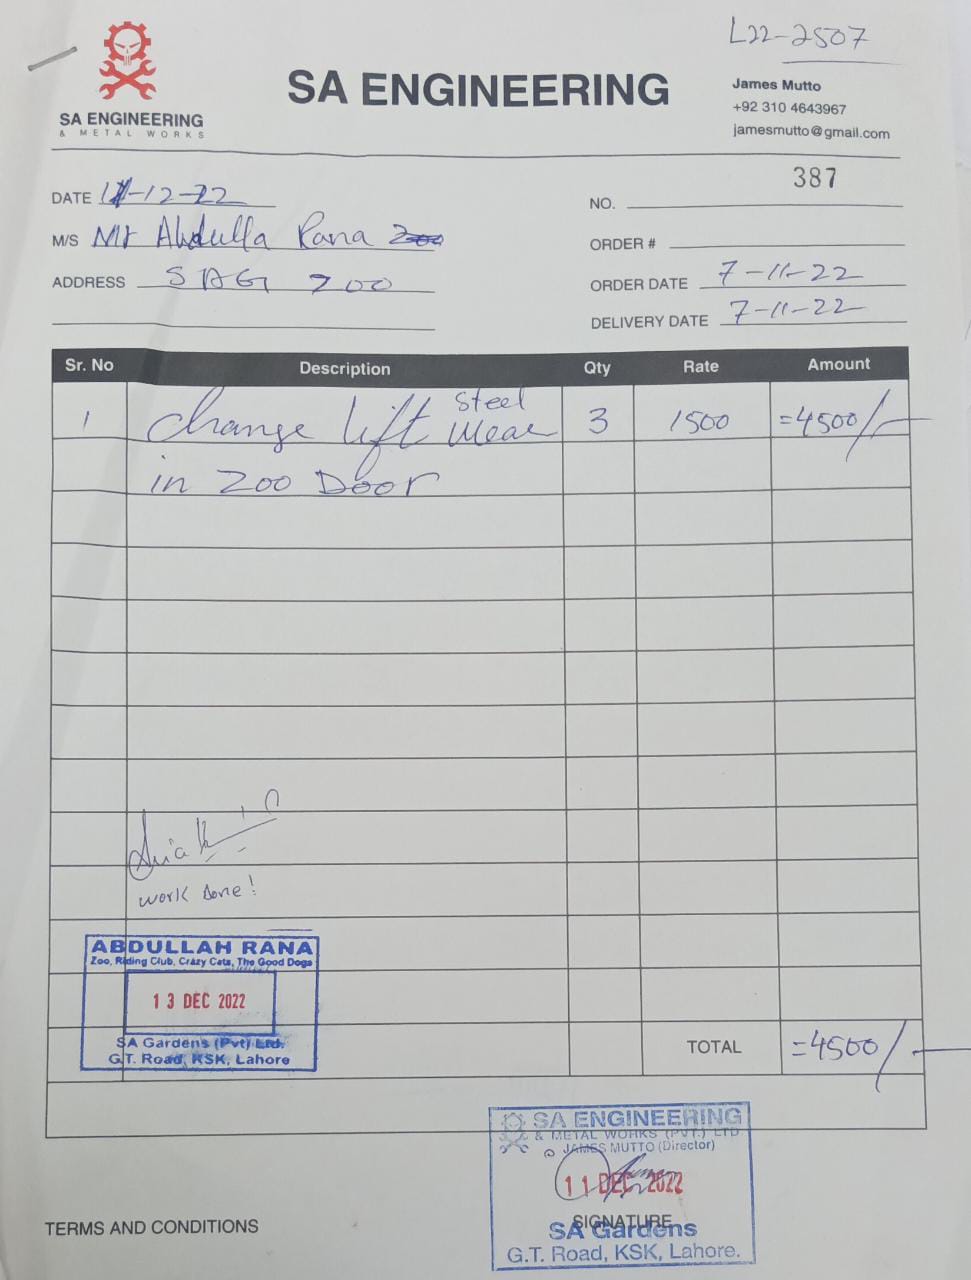 L22-2507
SA ENGINEERING
& METAL WORKS
SA ENGINEERING
James Mutto
+92 310 4643967
jamesmutto@gmail.com
387
DATE 11-12-22
NO.
M/S Mr Abdulla Rana
ORDER #
ADDRESS SAG ZOO
ORDER DATE 7-11-22
DELIVERY DATE 7-11-22
Sr. No Description Qty Rate Amount
1 change lift steel 3 1500 =4500/-
in ZOO Door
work done!
ABDULLAH RANA
Zoo, Riding Club, Crazy Cats, The Good Dogs
13 DEC 2022
SA Gardens (Pvt) Ltd.
G.T. Road, KSK, Lahore
TOTAL =4500/-
SA ENGINEERING
& METAL WORKS (PVT.) LTD
JAMES MUTTO (Director)
11 DEC 2022
SIGNATURE
SA Gardens
G.T. Road, KSK, Lahore.
TERMS AND CONDITIONS